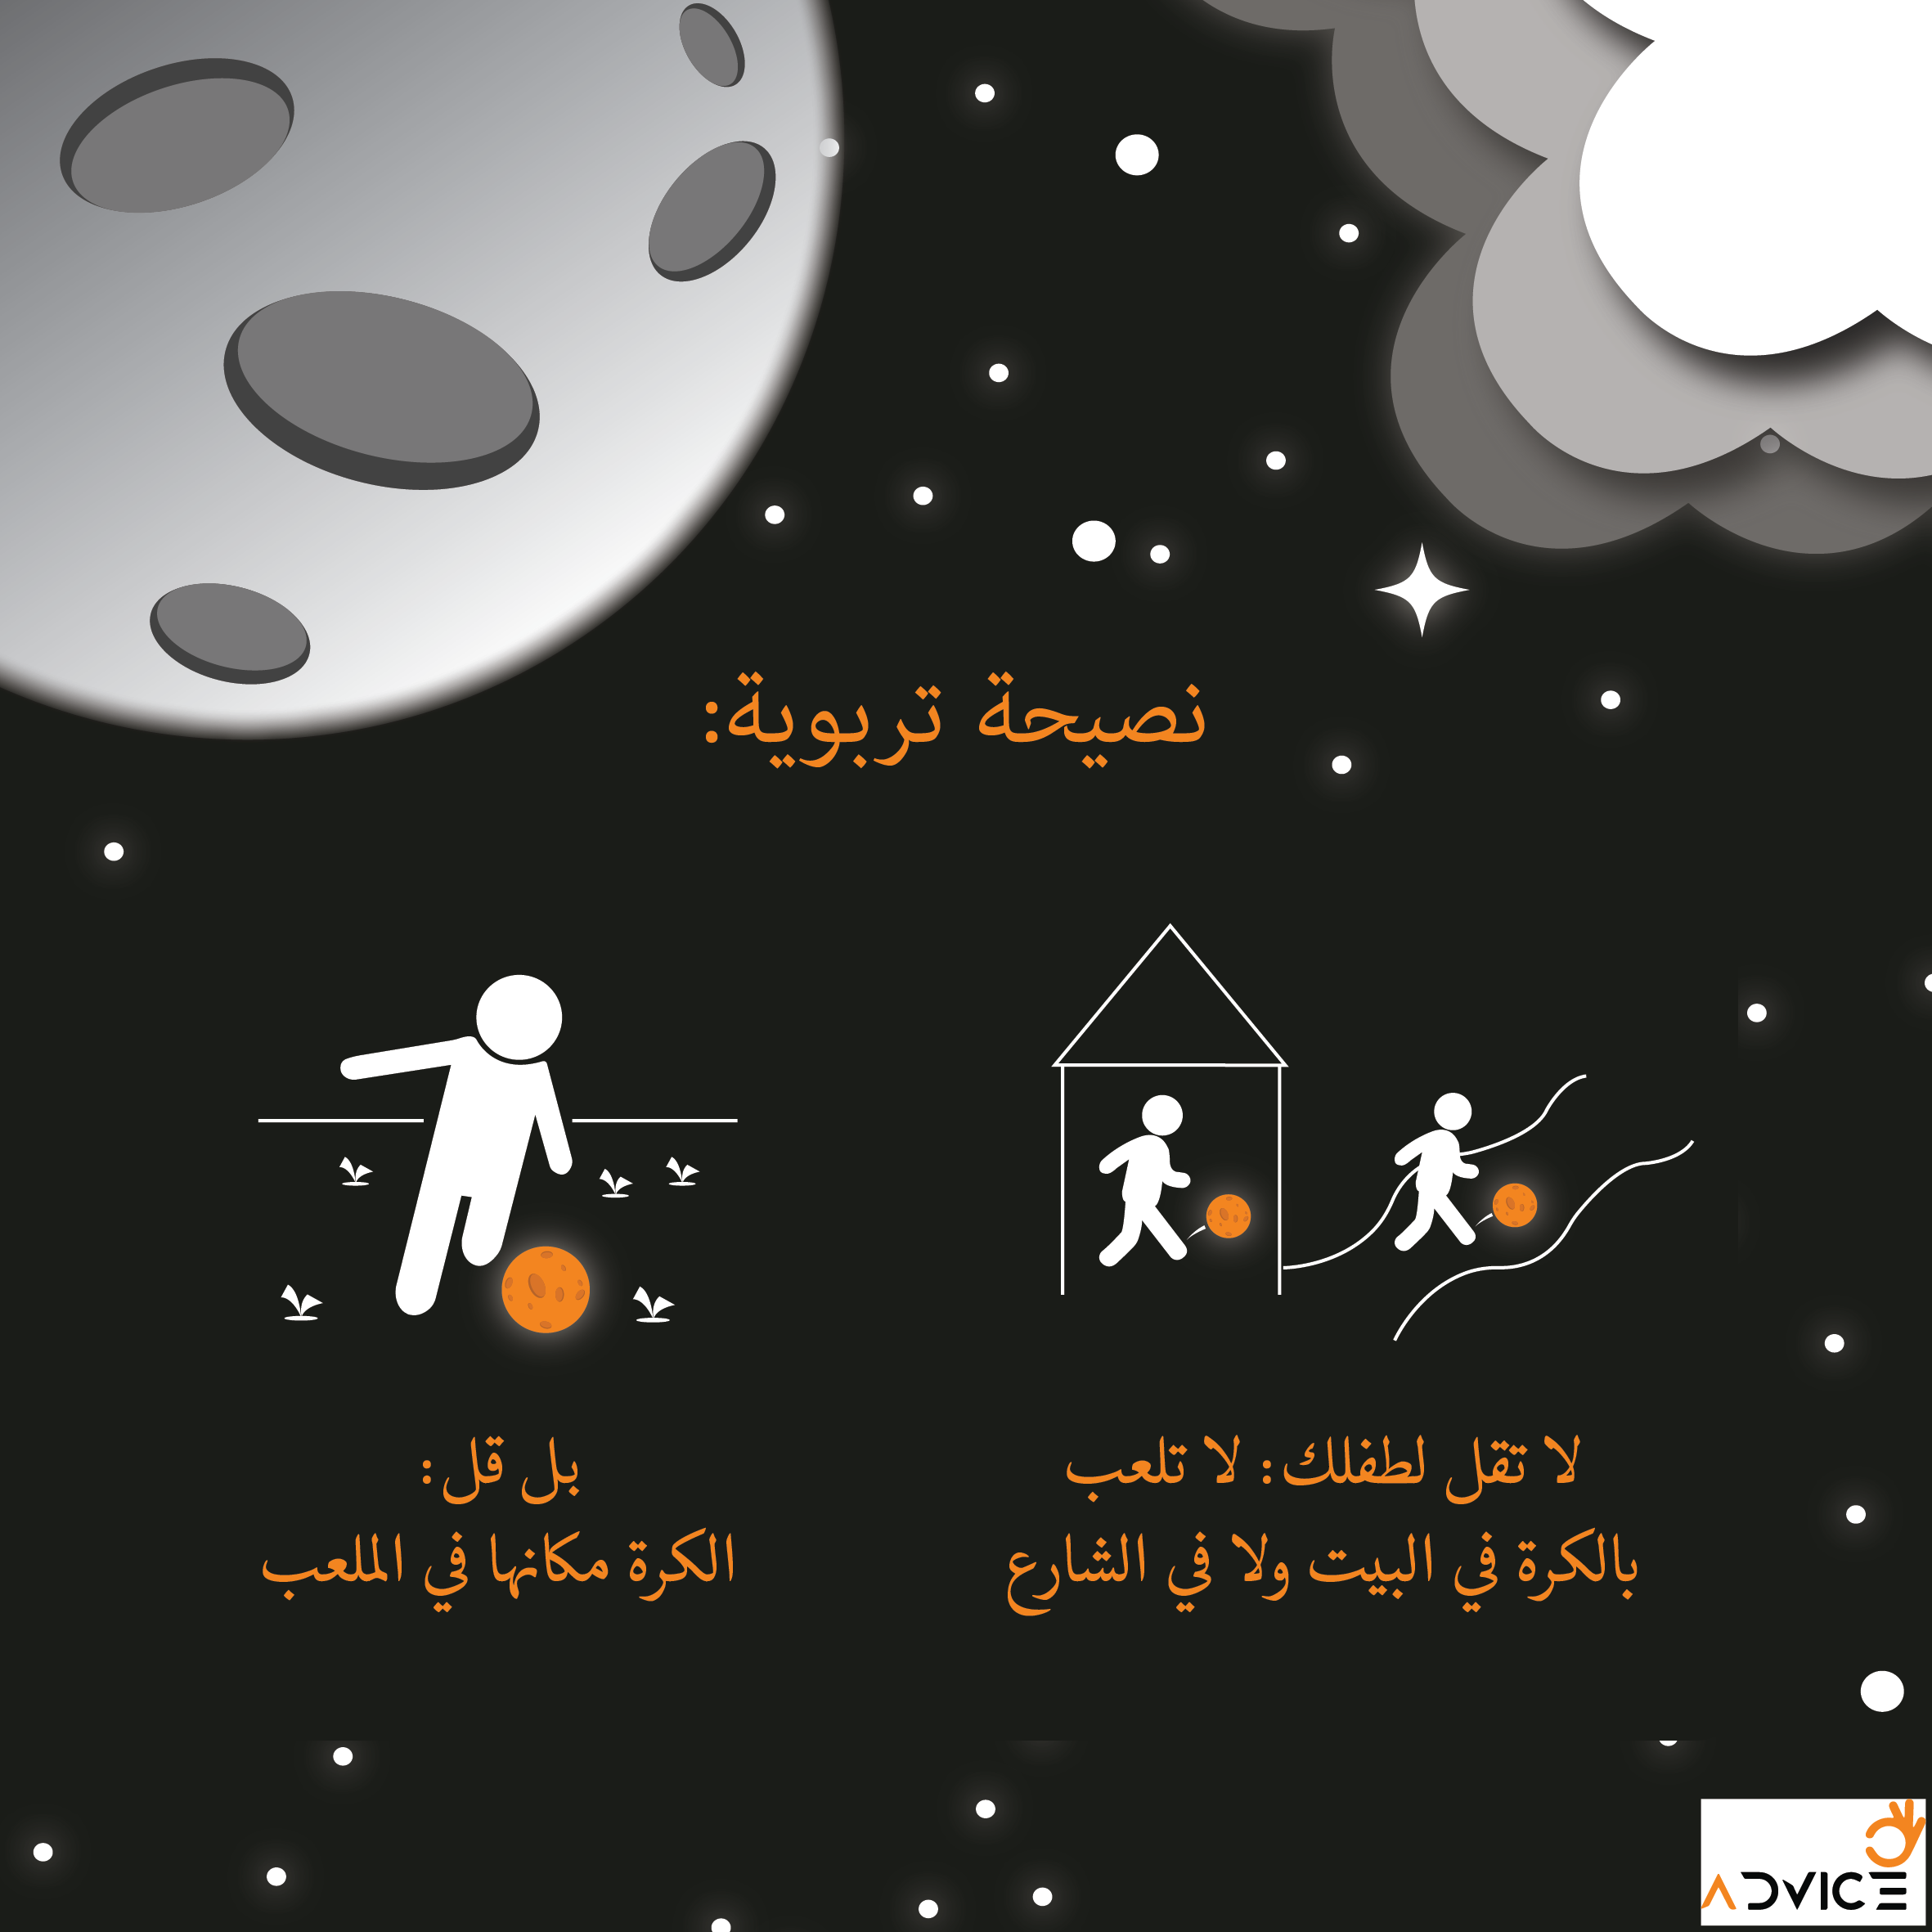 نصيحة تربوية:
لا تقل لطفلك: لا تلعب
بالكرة في البيت ولا في الشارع
بل قل:
الكرة مكانها في الملعب
ADVICE